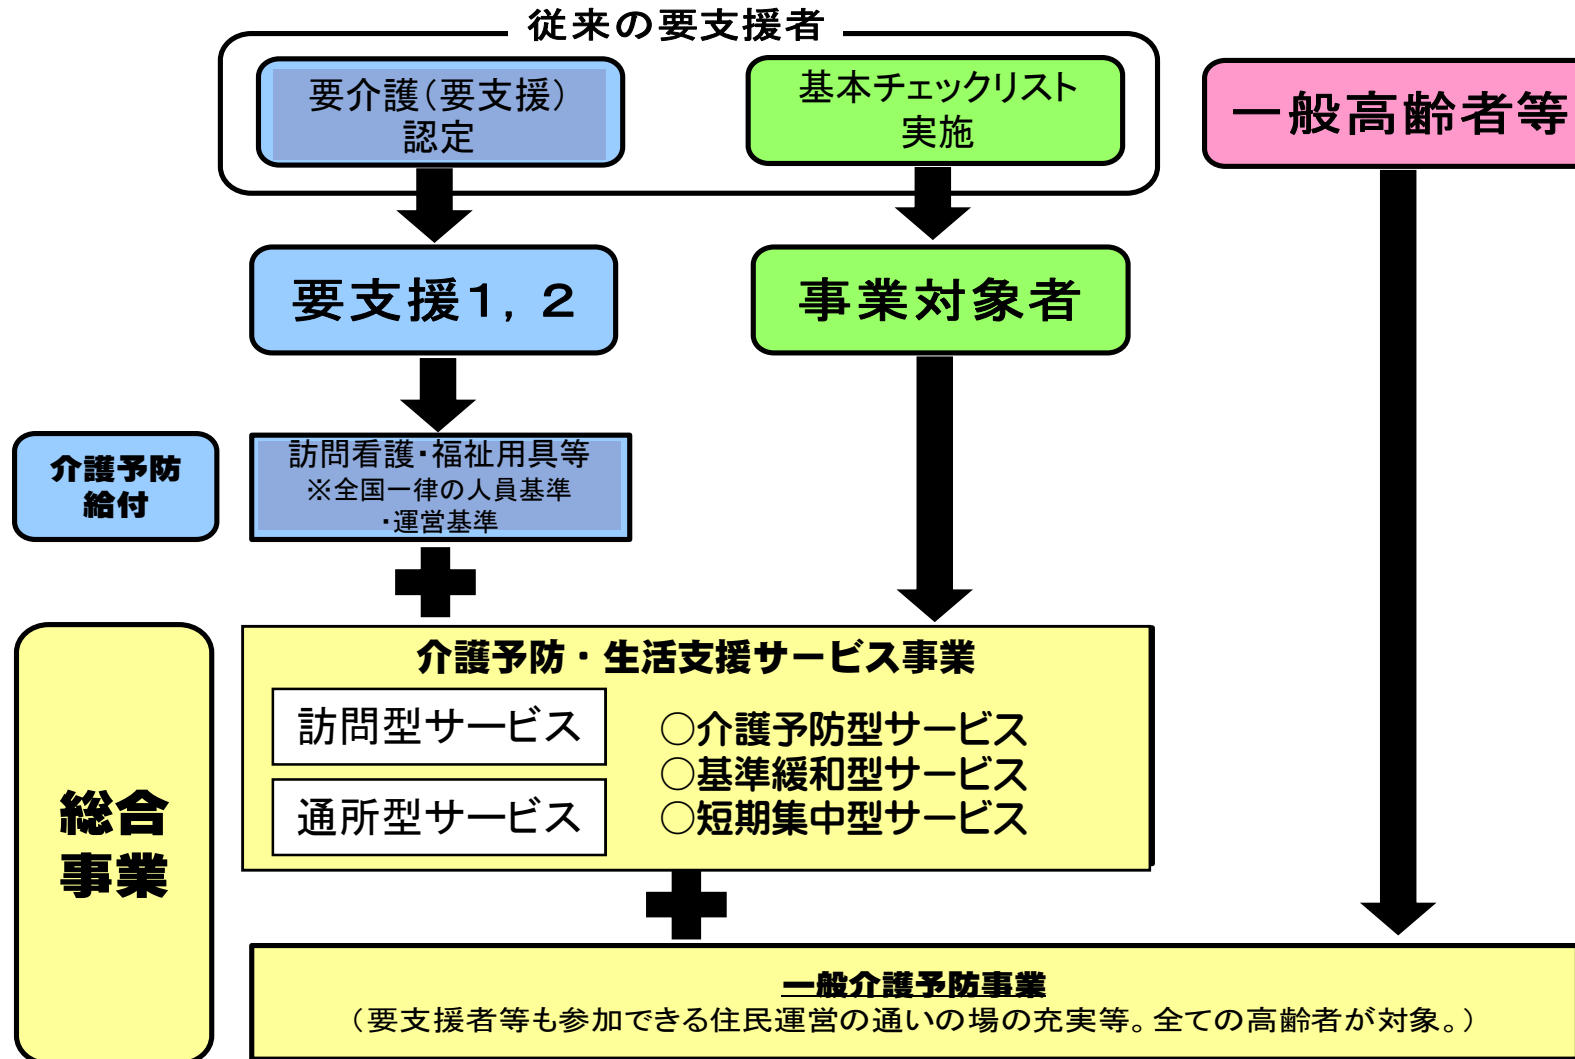 従来の要支援者
要介護(要支援)
認定
基本チェックリスト
実施
一般高齢者等
要支援1,2
事業対象者
介護予防
給付
訪問看護・福祉用具等
※全国一律の人員基準
・運営基準
総合
事業
介護予防・生活支援サービス事業
訪問型サービス
通所型サービス
○介護予防型サービス
○基準緩和型サービス
○短期集中型サービス
一般介護予防事業
(要支援者等も参加できる住民運営の通いの場の充実等。全ての高齢者が対象。)